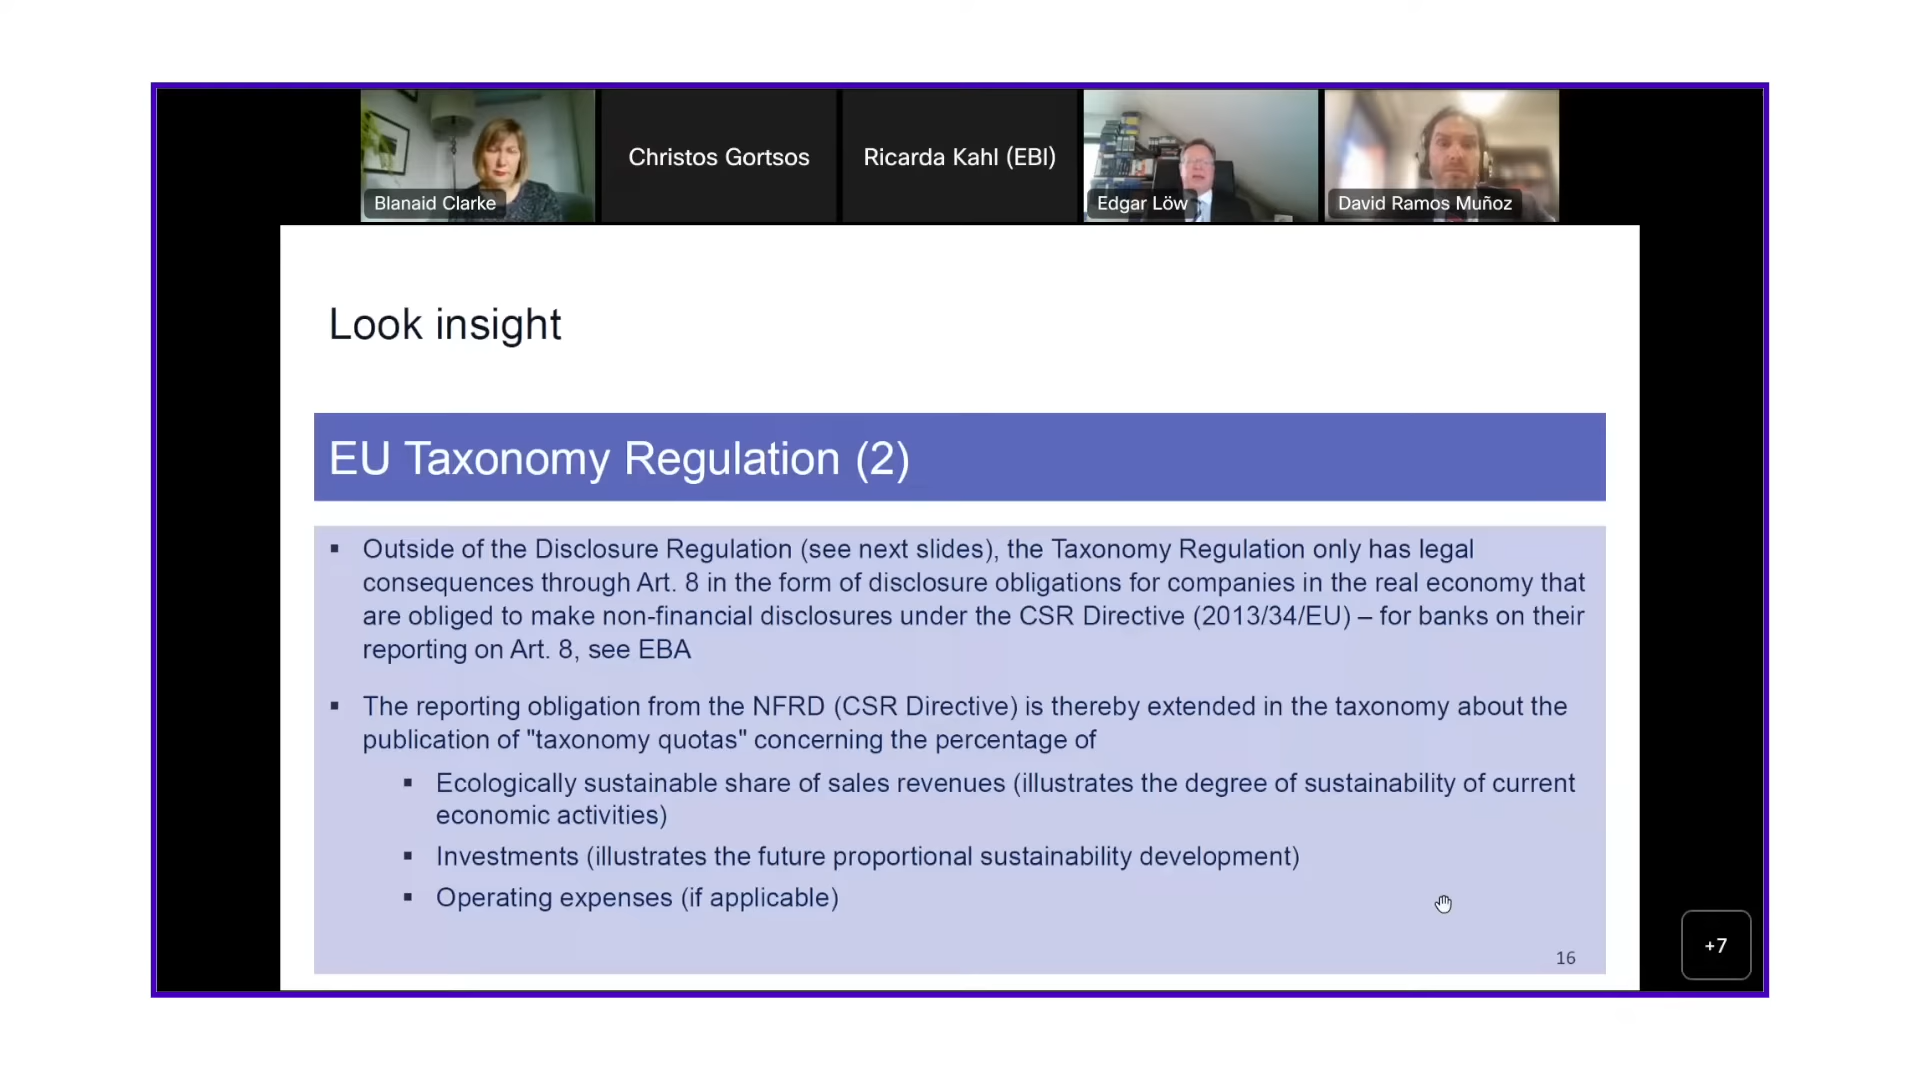 Blanaid Clarke
Christos Gortsos
Ricarda Kahl (EBI)
Edgar Löw
David Ramos Muñoz
Look insight
EU Taxonomy Regulation (2)
▪ Outside of the Disclosure Regulation (see next slides), the Taxonomy Regulation only has legal
consequences through Art. 8 in the form of disclosure obligations for companies in the real economy that
are obliged to make non-financial disclosures under the CSR Directive (2013/34/EU) – for banks on their
reporting on Art. 8, see EBA
▪ The reporting obligation from the NFRD (CSR Directive) is thereby extended in the taxonomy about the
publication of "taxonomy quotas" concerning the percentage of
▪ Ecologically sustainable share of sales revenues (illustrates the degree of sustainability of current
economic activities)
▪ Investments (illustrates the future proportional sustainability development)
▪ Operating expenses (if applicable)
16
+7